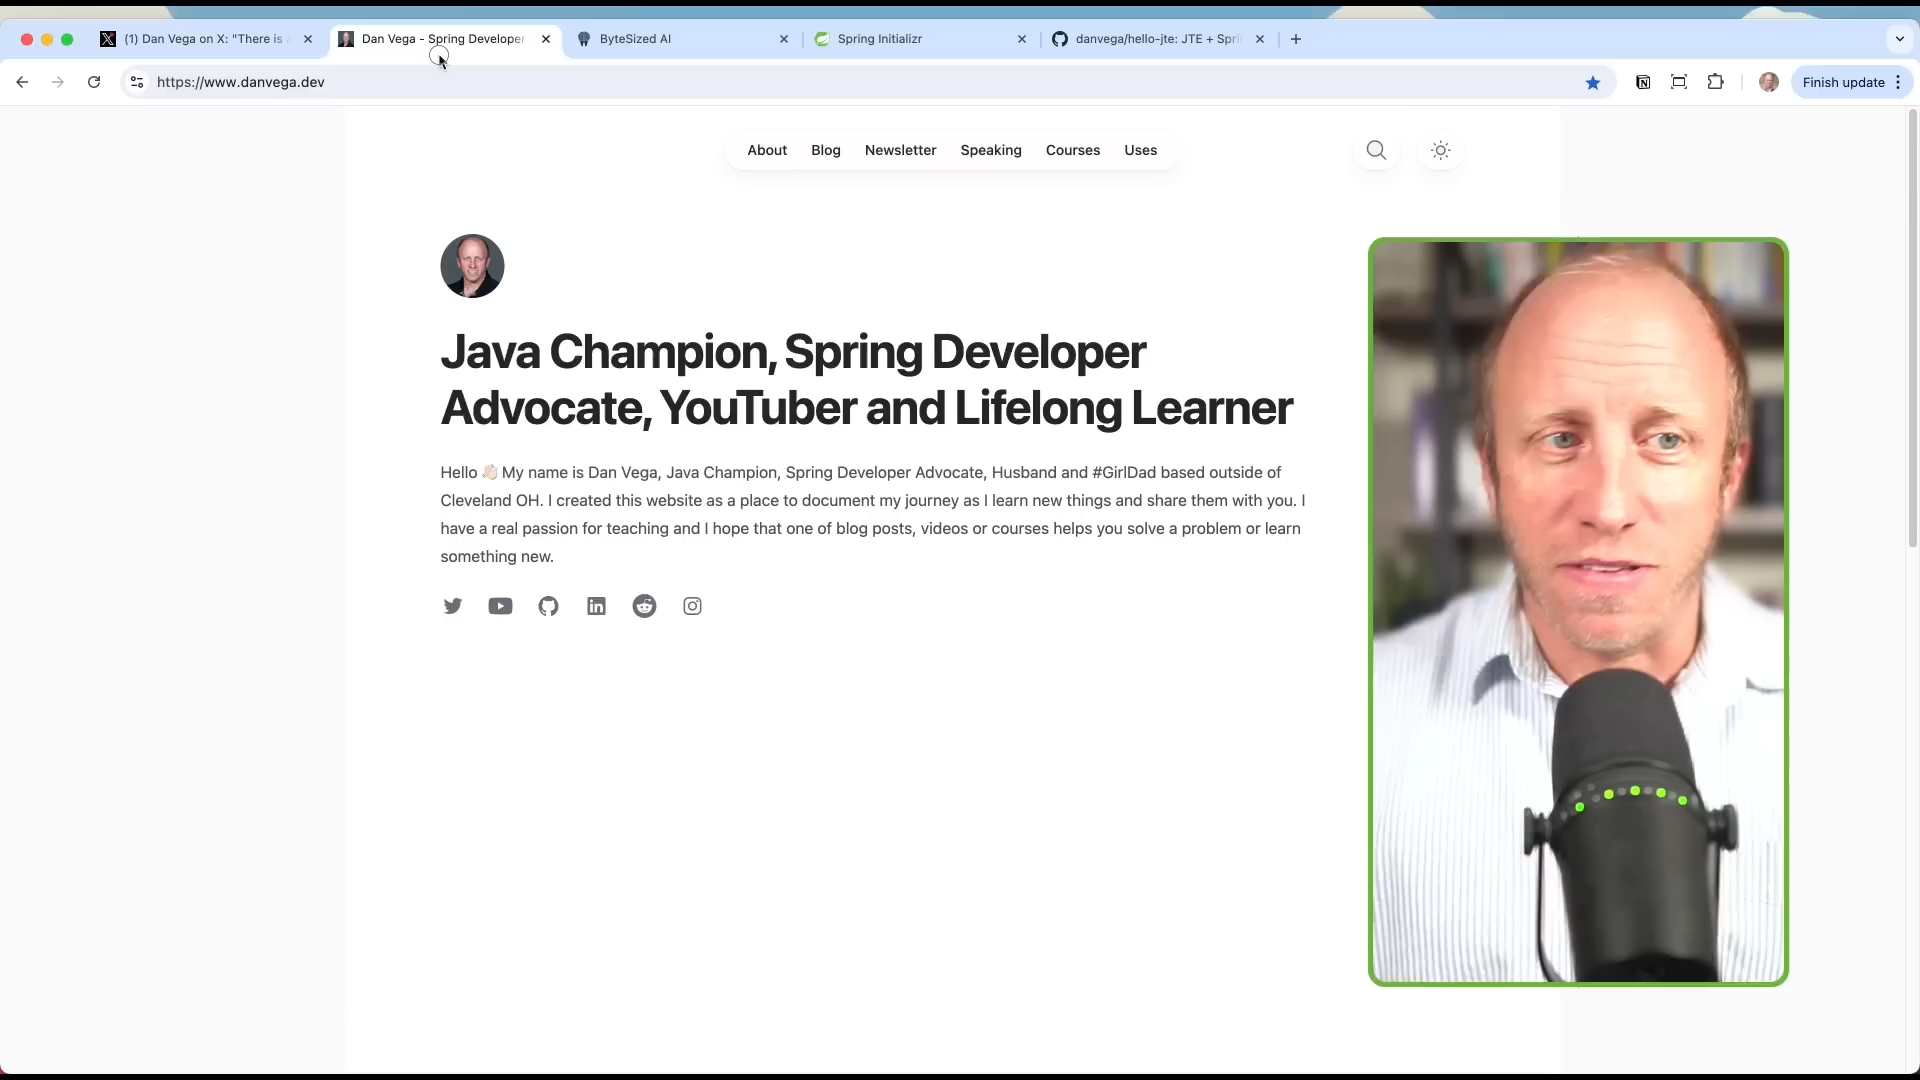 (1) Dan Vega on X: "There is a
Dan Vega - Spring Developer
ByteSized AI
Spring Initializr
danvega/hello-jte: JTE + Spri
https://www.danvega.dev
Finish update
About
Blog
Newsletter
Speaking
Courses
Uses
Java Champion, Spring Developer
Advocate, YouTuber and Lifelong Learner
Hello 👋🏻 My name is Dan Vega, Java Champion, Spring Developer Advocate, Husband and #GirlDad based outside of
Cleveland OH. I created this website as a place to document my journey as I learn new things and share them with you. I
have a real passion for teaching and I hope that one of blog posts, videos or courses helps you solve a problem or learn
something new.